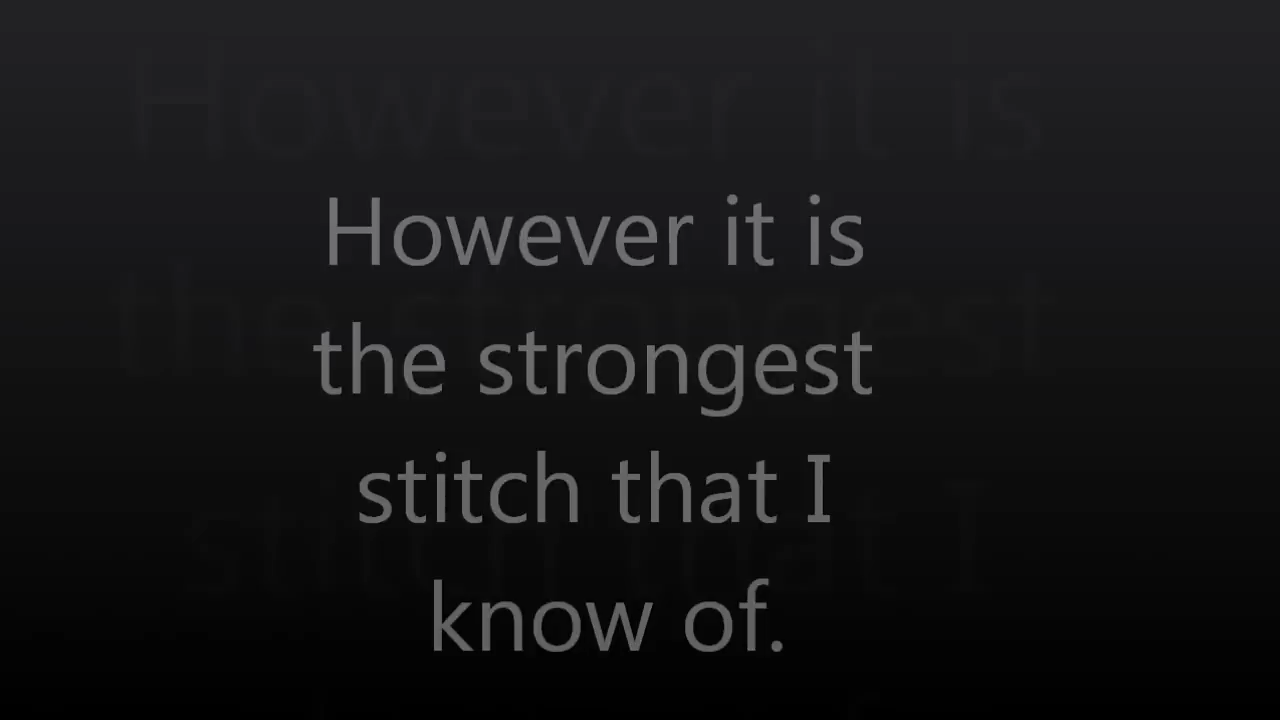 However it is
the strongest
stitch that I
know of.